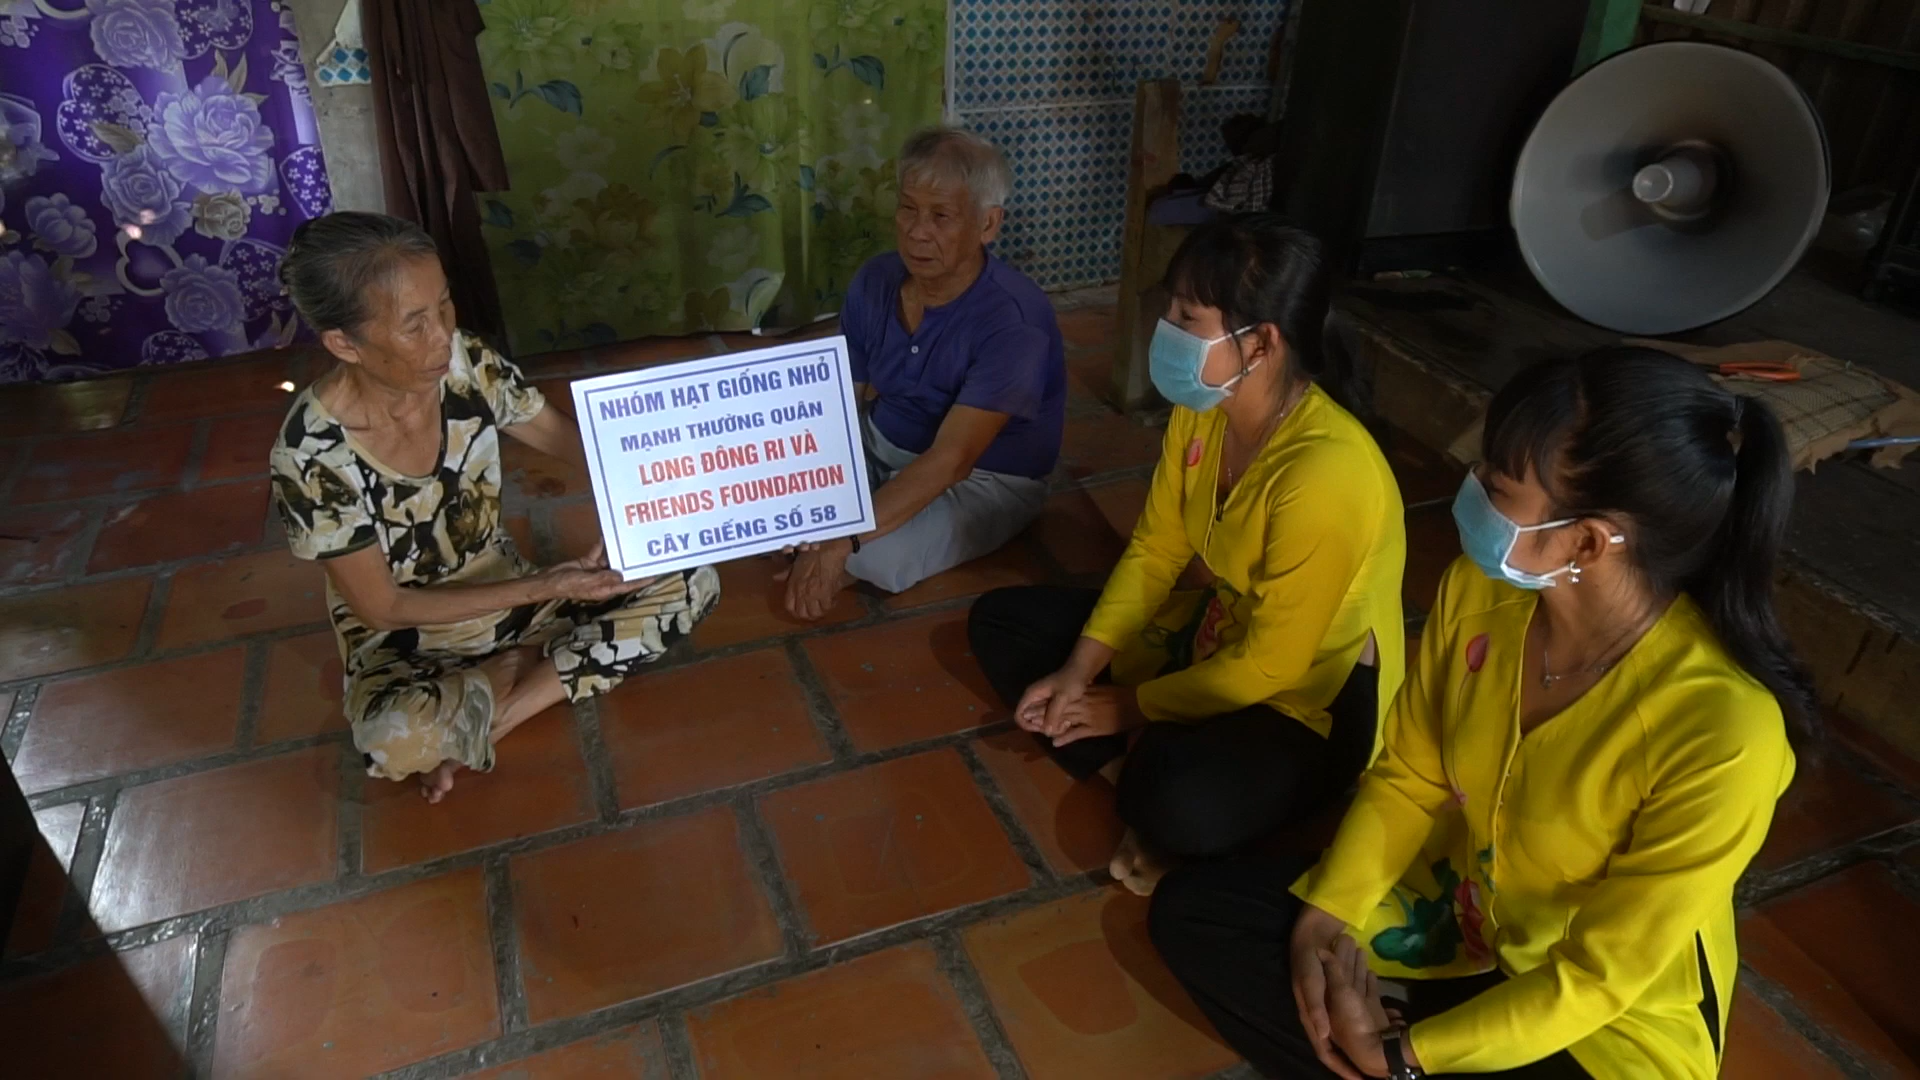 NHÓM HẠT GIỐNG NHỎ
MẠNH THƯỜNG QUÂN
LONG ĐÔNG RI VÀ
FRIENDS FOUNDATION
CÂY GIẾNG SỐ 58